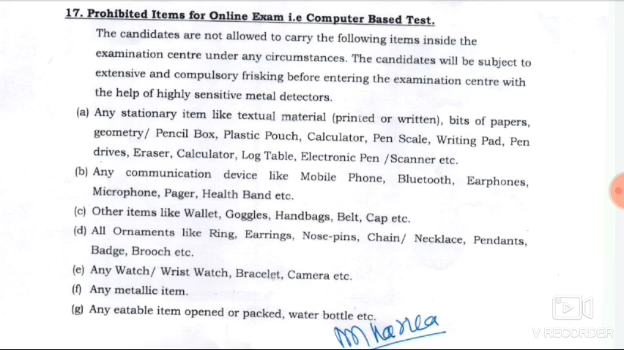 17. Prohibited Items for Online Exam i.e Computer Based Test.
The candidates are not allowed to carry the following items inside the
examination centre under any circumstances. The candidates will be subject to
extensive and compulsory frisking before entering the examination centre with
the help of highly sensitive metal detectors.
(a) Any stationary item like textual material (printed or written), bits of papers,
geometry/ Pencil Box, Plastic Pouch, Calculator, Pen Scale, Writing Pad, Pen
drives, Eraser, Calculator, Log Table, Electronic Pen /Scanner etc.
(b) Any communication device like Mobile Phone, Bluetooth, Earphones,
Microphone, Pager, Health Band etc.
(c) Other items like Wallet, Goggles, Handbags, Belt, Cap etc.
(d) All Ornaments like Ring, Earrings, Nose-pins, Chain/ Necklace, Pendants,
Badge, Brooch etc.
(e) Any Watch/ Wrist Watch, Bracelet, Camera etc.
(f) Any metallic item.
(g) Any eatable item opened or packed, water bottle etc.
V RECORDER